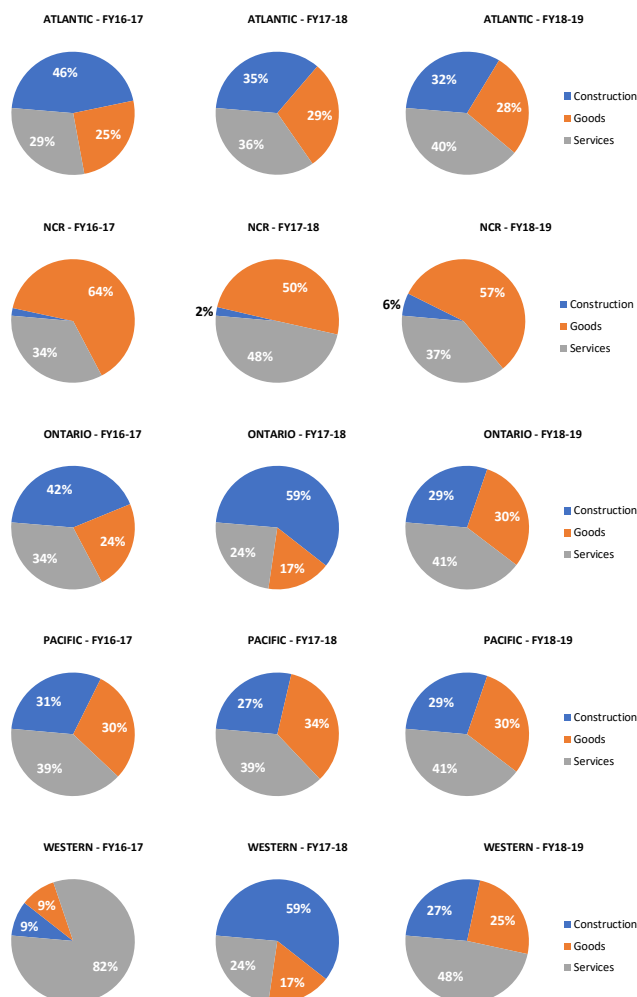 ATLANTIC - FY16-17
ATLANTIC - FY17-18
ATLANTIC - FY18-19
46%
25%
29%
35%
29%
36%
32%
28%
40%
Construction
Goods
Services
NCR - FY16-17
NCR - FY17-18
NCR - FY18-19
64%
34%
50%
2%
48%
57%
6%
37%
Construction
Goods
Services
ONTARIO - FY16-17
ONTARIO - FY17-18
ONTARIO - FY18-19
42%
24%
34%
59%
17%
24%
29%
30%
41%
Construction
Goods
Services
PACIFIC - FY16-17
PACIFIC - FY17-18
PACIFIC - FY18-19
31%
30%
39%
27%
34%
39%
29%
30%
41%
Construction
Goods
Services
WESTERN - FY16-17
WESTERN - FY17-18
WESTERN - FY18-19
9%
9%
82%
59%
17%
24%
27%
25%
48%
Construction
Goods
Services